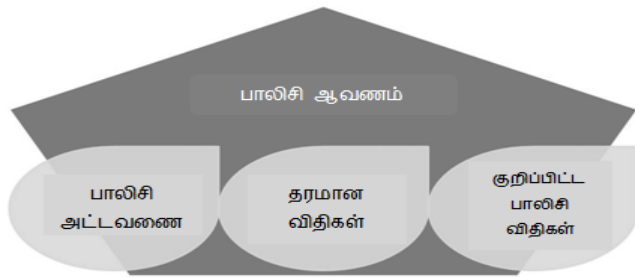 பாலிசி ஆவணம்
பாலிசி
அட்டவணை
தரமான
விதிகள்
குறிப்பிட்ட
பாலிசி
விதிகள்